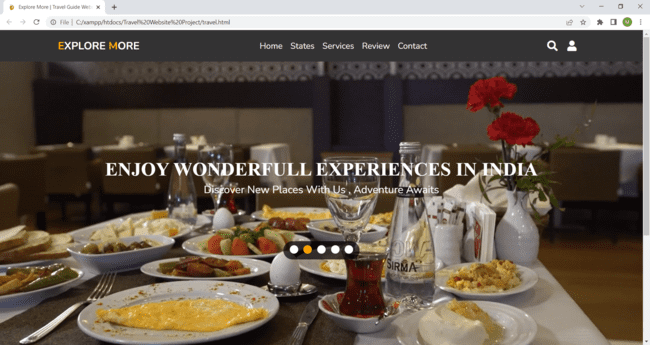 Explore More | Travel Guide Web
File | C:/xampp/htdocs/Travel%20Website%20Project/travel.html
EXPLORE MORE
Home States Services Review Contact
ENJOY WONDERFULL EXPERIENCES IN INDIA
Discover New Places With Us , Adventure Awaits
SIRMA